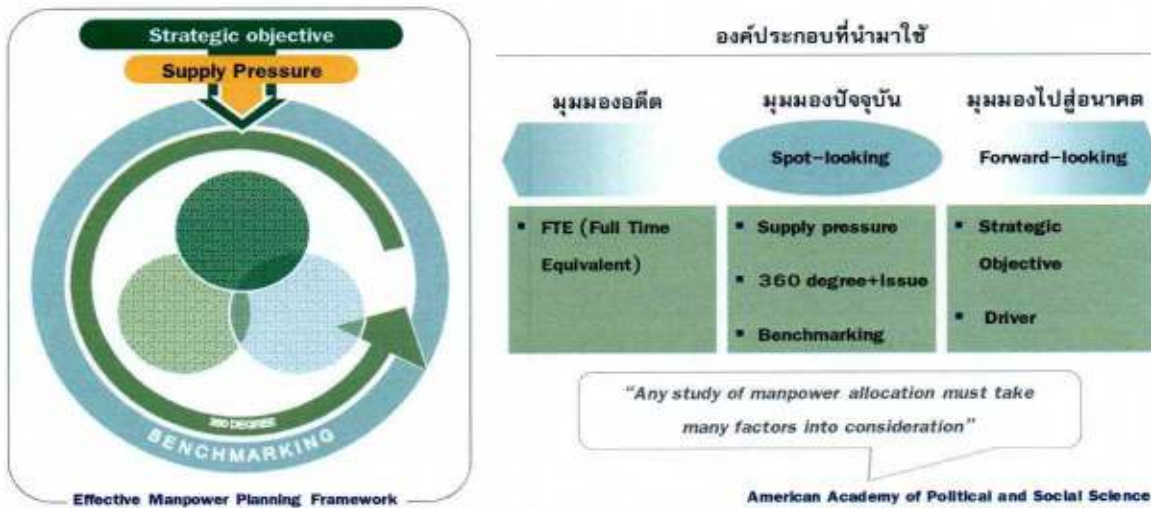 Strategic objective
Supply Pressure
360 DEGREE
BENCHMARKING
Effective Manpower Planning Framework
องค์ประกอบที่นำมาใช้
มุมมองอดีต
มุมมองปัจจุบัน
มุมมองไปสู่อนาคต
Spot-looking
Forward-looking
▪ FTE (Full Time
Equivalent)
▪ Supply pressure
▪ 360 degree+Issue
▪ Benchmarking
▪ Strategic
Objective
▪ Driver
"Any study of manpower allocation must take
many factors into consideration"
American Academy of Political and Social Science